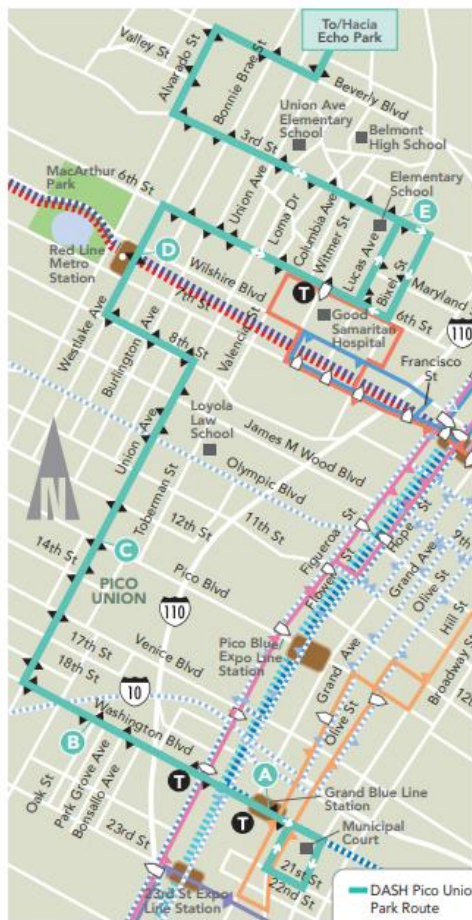 To/Hacia
Echo Park
Valley St
Alvarado St
Bonnie Brae St
Beverly Blvd
Union Ave
Elementary
School
Belmont
High School
3rd St
MacArthur
Park
6th St
Union Ave
Loma Dr
Columbia Ave
Witmer St
Elementary
School
E
Lucas Ave
Bixel St
Maryland
D
Red Line
Metro
Station
Wilshire Blvd
7th St
T
Good
Samaritan
Hospital
6th St
110
Westlake Ave
Burlington Ave
8th St
Valencia St
Francisco
St
Union Ave
Loyola
Law
School
James M Wood Blvd
Olympic Blvd
N
Toberman St
12th St
11th St
Figueroa St
Flower St
Hope St
Grand Ave
Olive St
9th
Hill St
14th St
C
PICO
UNION
Pico Blvd
110
17th St
18th St
Venice Blvd
Pico Blue/
Expo Line
Station
Grand Ave
Olive St
Broadway
12
10
Washington Blvd
B
A
T
T
Grand Blue Line
Station
Oak St
Park Grove Ave
Bonsallo Ave
23rd St
Municipal
Court
21st St
22nd St
23rd St Expo
Line Station
DASH Pico Unio
Park Route